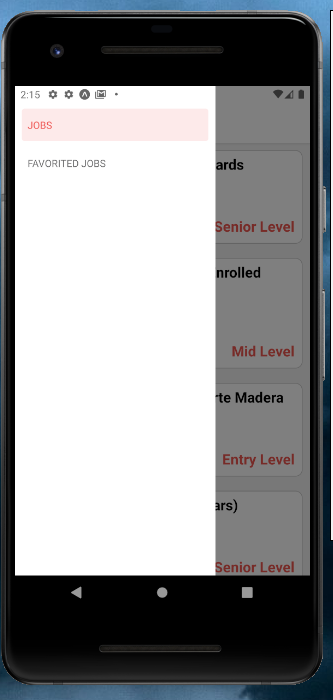 2:15
JOBS
FAVORITED JOBS
ards
Senior Level
nrolled
Mid Level
rte Madera
Entry Level
ars)
Senior Level